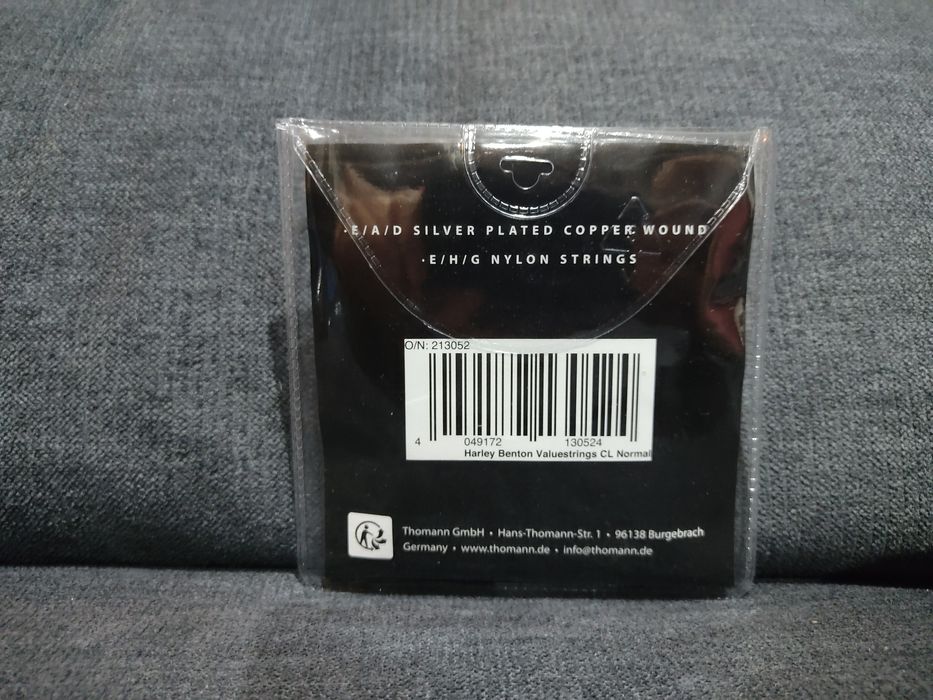 ·E/A/D SILVER PLATED COPPER WOUND
·E/H/G NYLON STRINGS
O/N: 213052
4 049172 130524
Harley Benton Valuestrings CL Normal
Thomann GmbH • Hans-Thomann-Str. 1 • 96138 Burgebrach
Germany • www.thomann.de • info@thomann.de